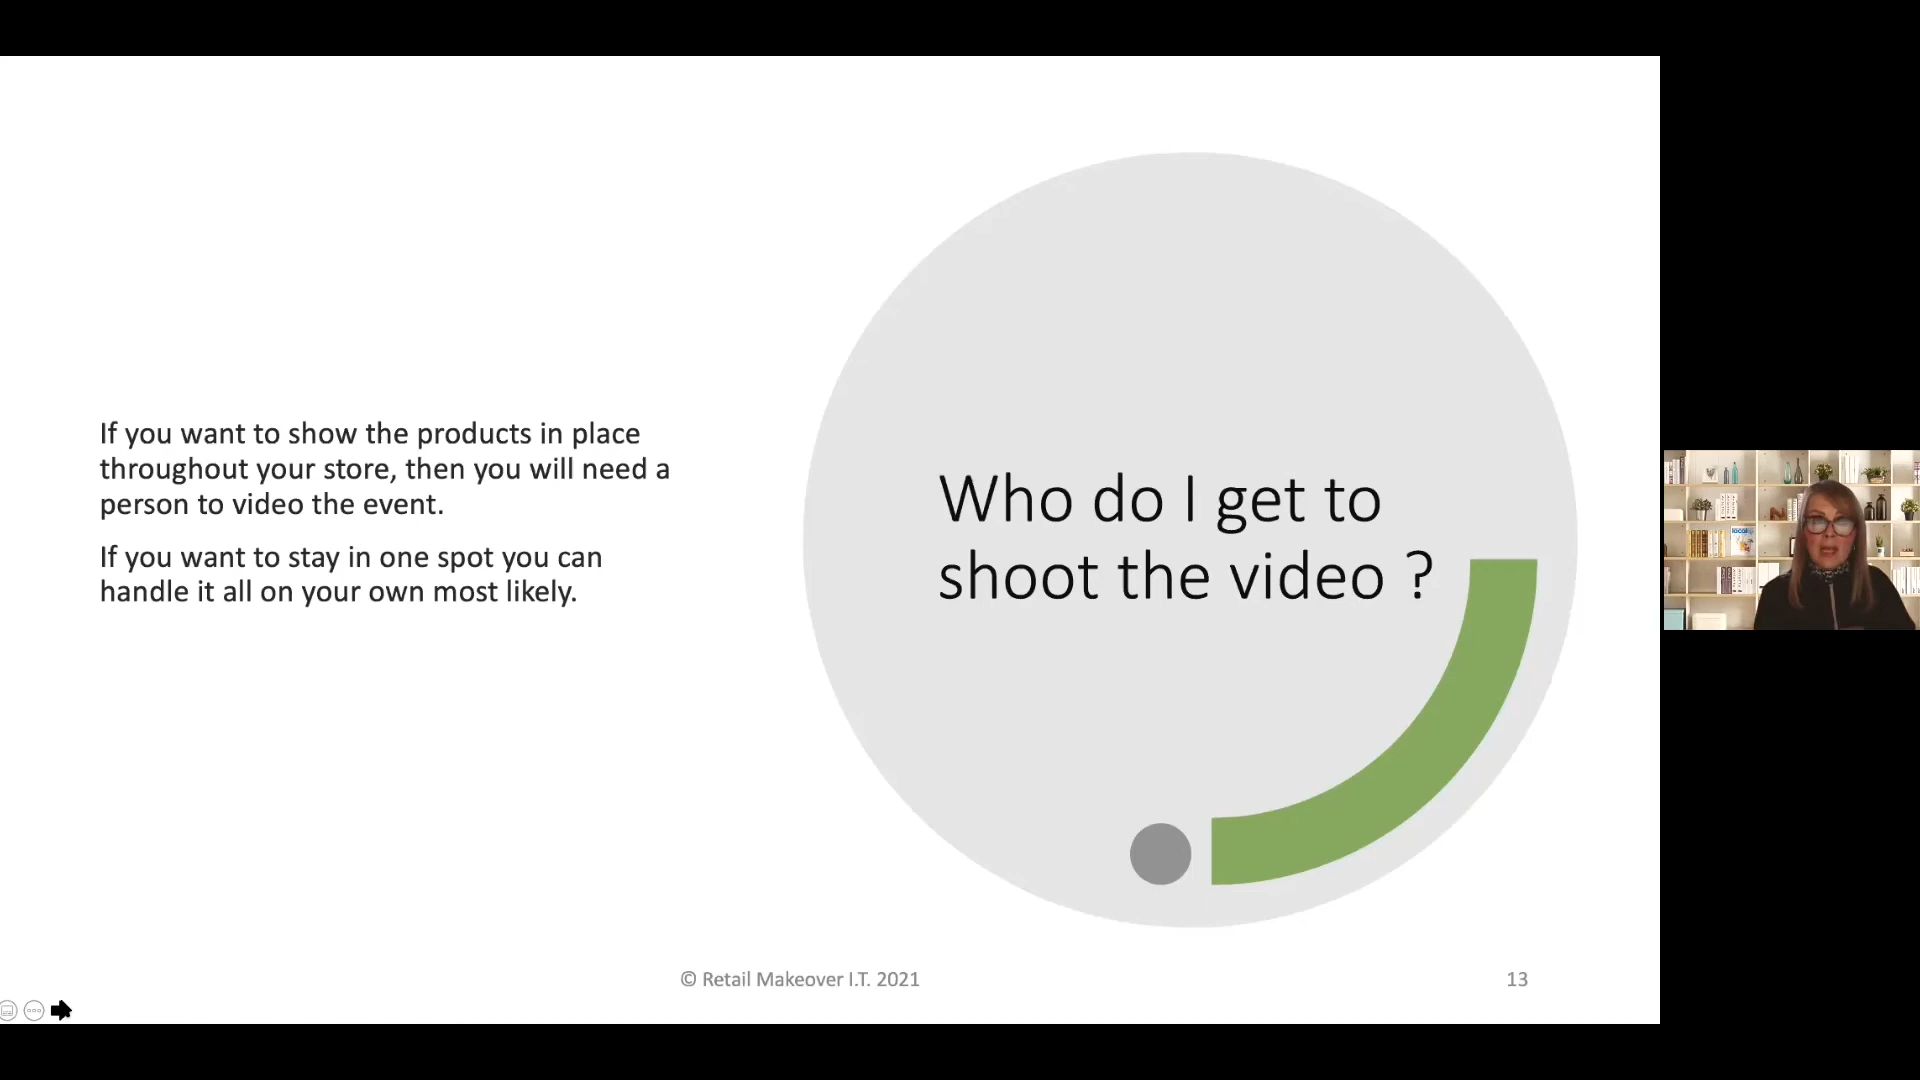 If you want to show the products in place
throughout your store, then you will need a
person to video the event.
If you want to stay in one spot you can
handle it all on your own most likely.
Who do I get to
shoot the video ?
© Retail Makeover I.T. 2021
13